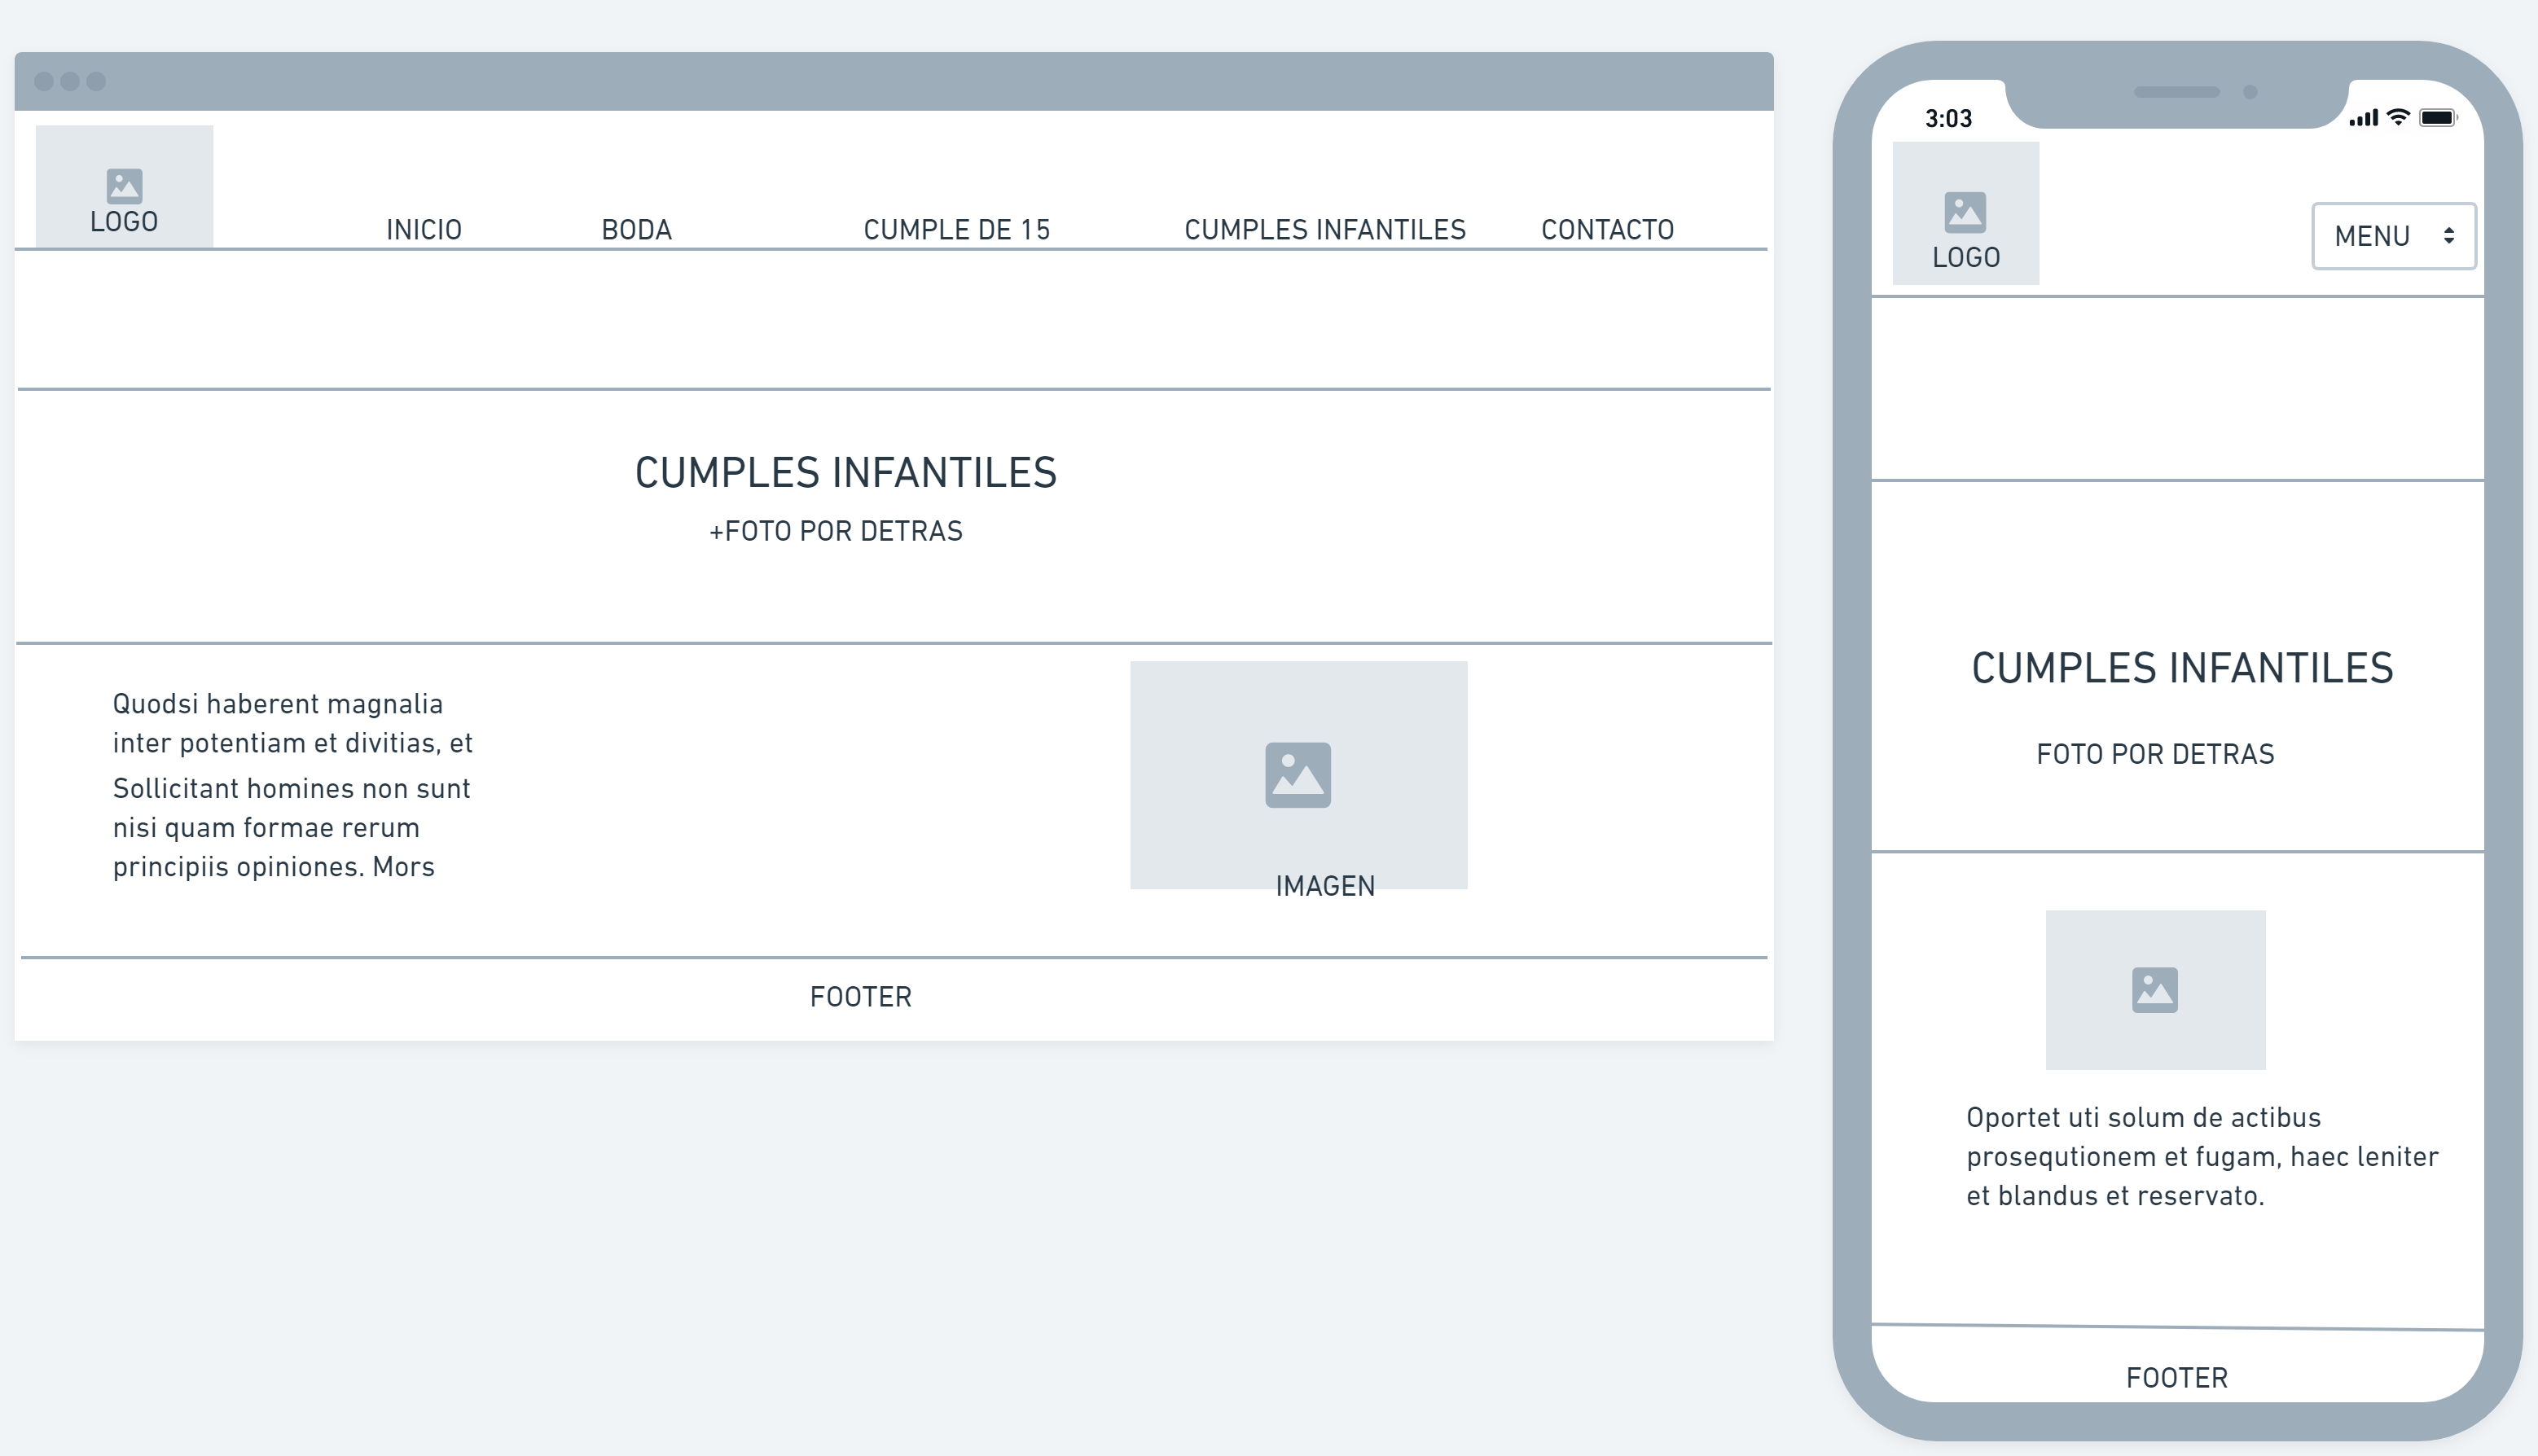 LOGO
INICIO
BODA
CUMPLE DE 15
CUMPLES INFANTILES
CONTACTO
CUMPLES INFANTILES
+FOTO POR DETRAS
Quodsi haberent magnalia
inter potentiam et divitias, et
Sollicitant homines non sunt
nisi quam formae rerum
principiis opiniones. Mors
IMAGEN
FOOTER
3:03
LOGO
MENU
CUMPLES INFANTILES
FOTO POR DETRAS
Oportet uti solum de actibus
prosequtionem et fugam, haec leniter
et blandus et reservato.
FOOTER